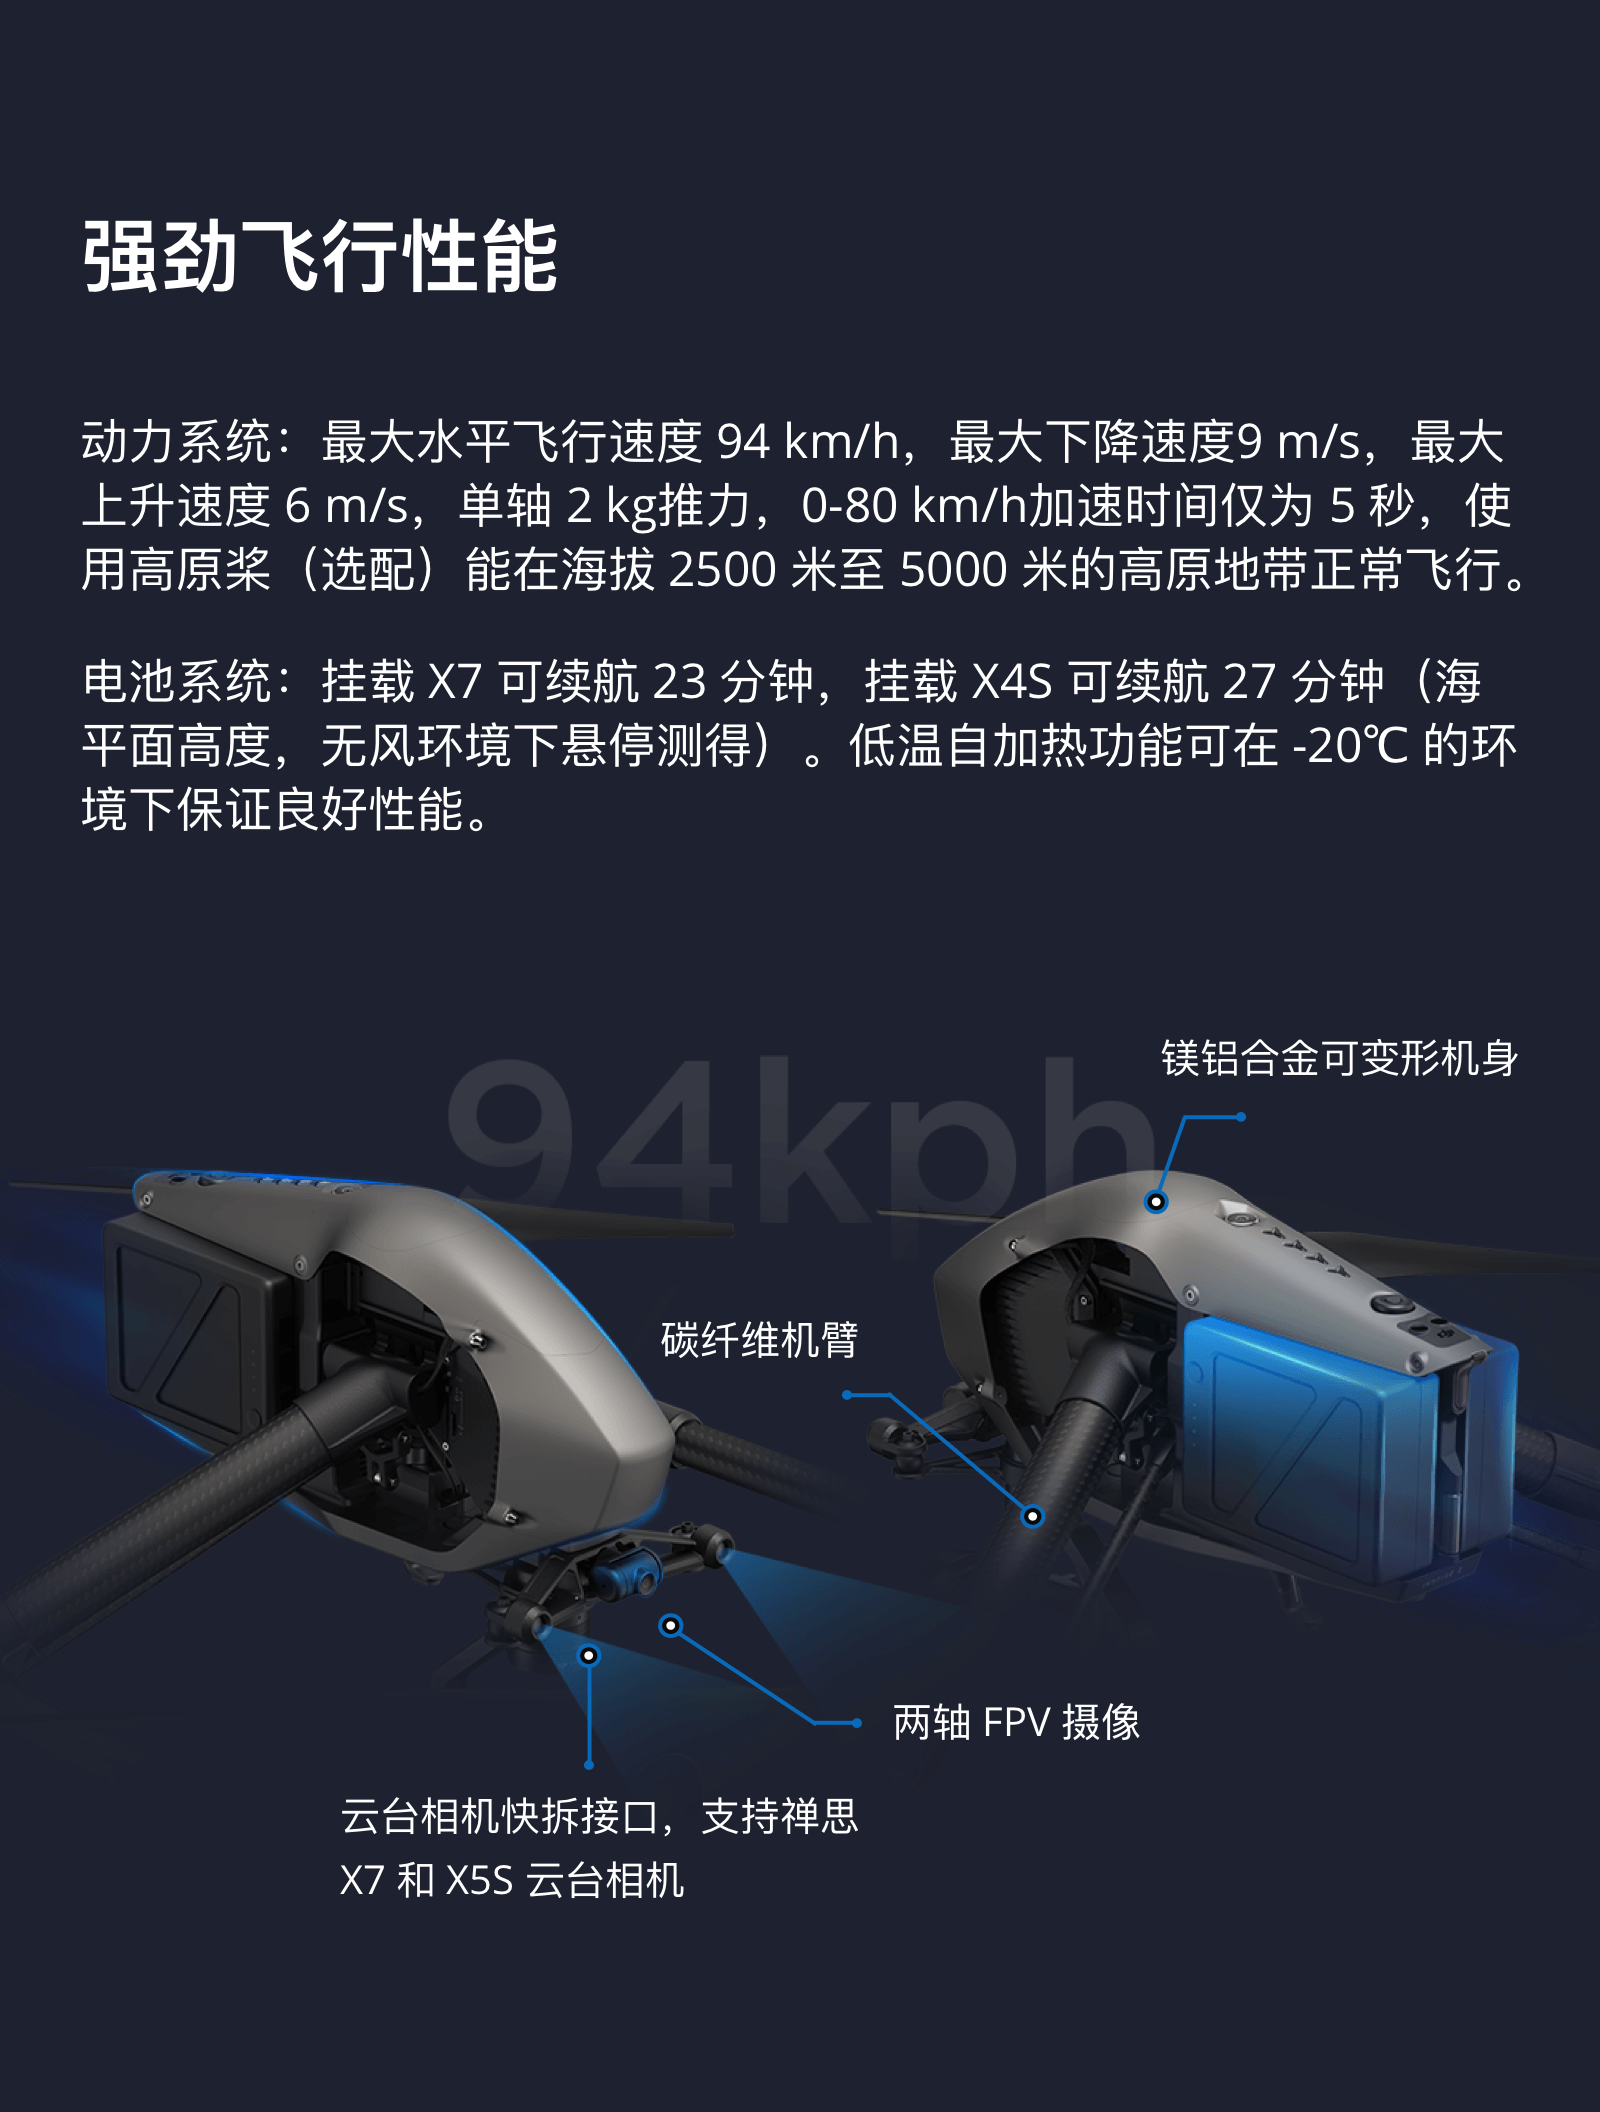 强劲飞行性能
动力系统：最大水平飞行速度 94 km/h，最大下降速度9 m/s，最大
上升速度 6 m/s，单轴 2 kg推力，0-80 km/h加速时间仅为 5 秒，使
用高原桨（选配）能在海拔 2500 米至 5000 米的高原地带正常飞行。
电池系统：挂载 X7 可续航 23 分钟，挂载 X4S 可续航 27 分钟（海
平面高度，无风环境下悬停测得）。低温自加热功能可在 -20℃ 的环
境下保证良好性能。
94kph
镁铝合金可变形机身
碳纤维机臂
两轴 FPV 摄像
云台相机快拆接口，支持禅思
X7 和 X5S 云台相机